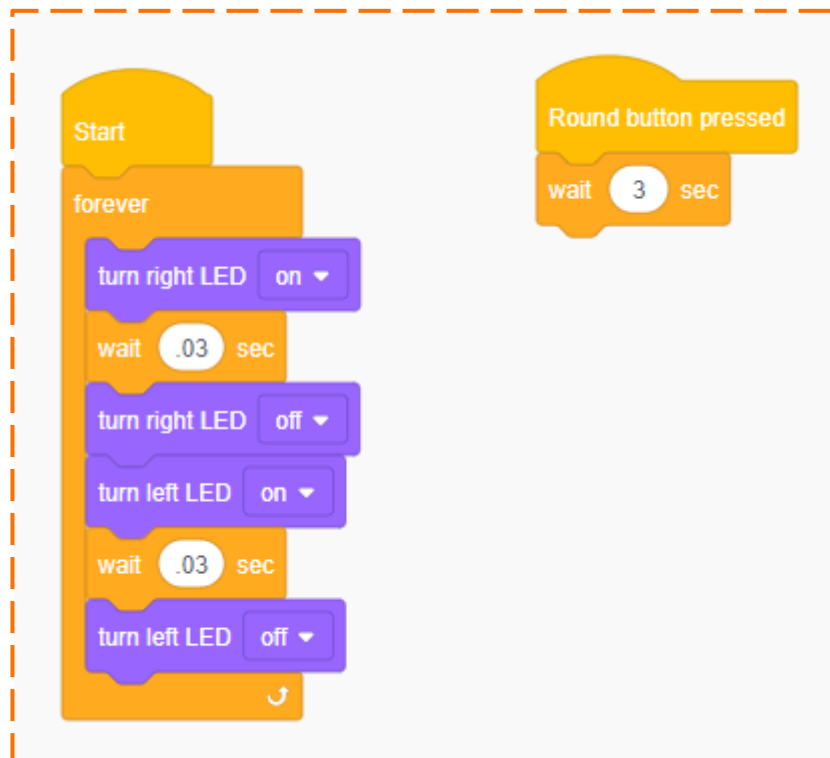 Start
forever
turn right LED on
wait .03 sec
turn right LED off
turn left LED on
wait .03 sec
turn left LED off
Round button pressed
wait 3 sec